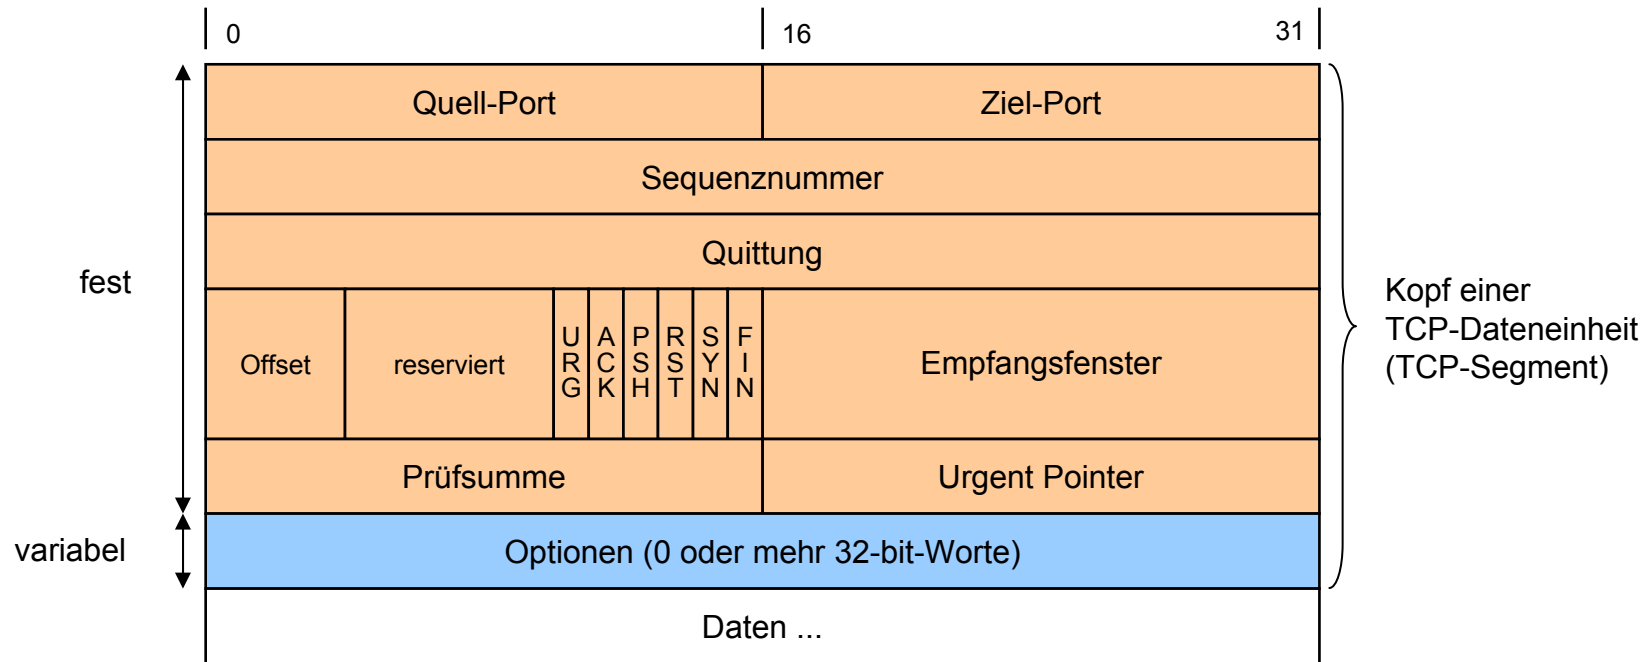 0 16 31
Quell-Port Ziel-Port
Sequenznummer
Quittung
fest
Offset reserviert URG ACK PSH RST SYN FIN Empfangsfenster
Kopf einer
TCP-Dateneinheit
(TCP-Segment)
Prüfsumme Urgent Pointer
variabel Optionen (0 oder mehr 32-bit-Worte)
Daten ...